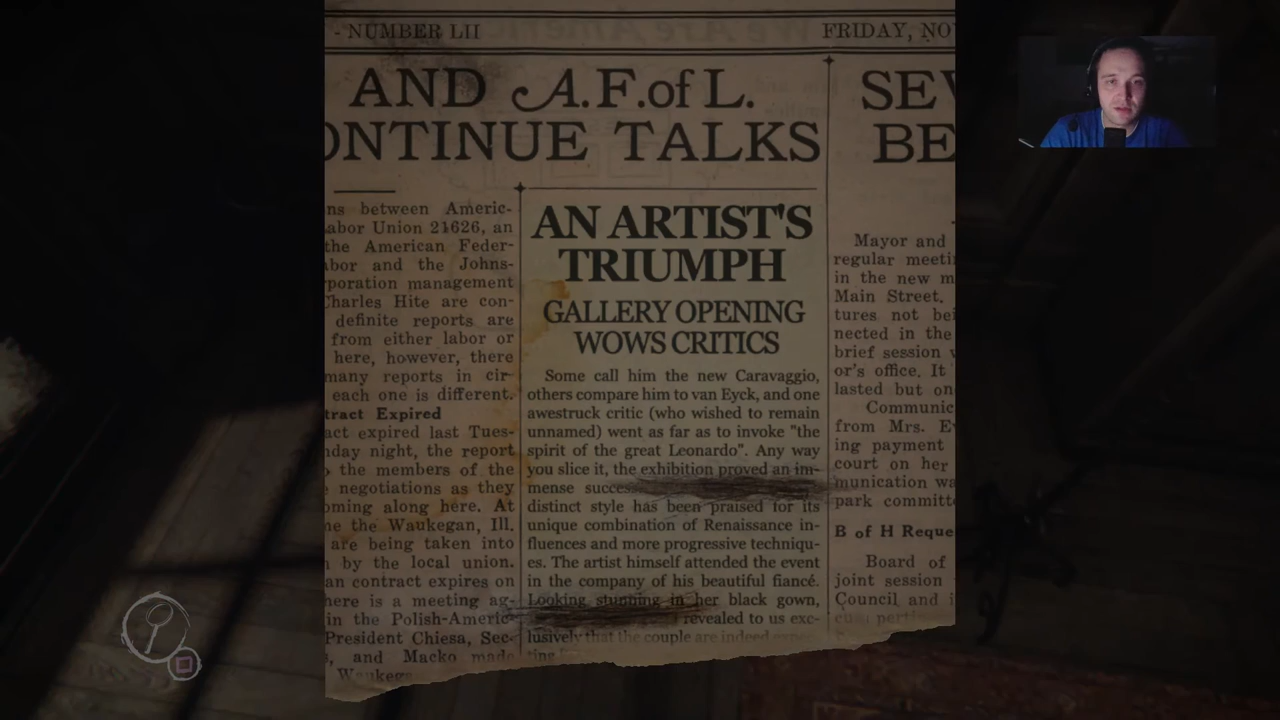 - NUMBER LII
FRIDAY, NO
AND A.F.of L.
ONTINUE TALKS
ns between Americ-
abor Union 21626, an
the American Feder-
bor and the Johns-
poration management
Charles Hite are con-
definite reports are
from either labor or
here, however, there
many reports in cir-
each one is different.
tract Expired
act expired last Tues-
day night, the report
the members of the
negotiations as they
oming along here. At
e the Waukegan, Ill.
are being taken into
by the local union.
an contract expires on
here is a meeting ag-
in the Polish-Americ-
President Chiesa, Sec-
, and Macko made
Waukega
AN ARTIST'S
TRIUMPH
GALLERY OPENING
WOWS CRITICS
Some call him the new Caravaggio,
others compare him to van Eyck, and one
awestruck critic (who wished to remain
unnamed) went as far as to invoke "the
spirit of the great Leonardo". Any way
you slice it, the exhibition proved an im-
mense succes
distinct style has been praised for its
unique combination of Renaissance in-
fluences and more progressive techniqu-
es. The artist himself attended the event
in the company of his beautiful fiancé.
Looking stunning in her black gown,
revealed to us exc-
lusively that the couple are indeed expec-
ting
SEV
BE
Mayor and
regular meeti
in the new m
Main Street.
tures not bei
nected in the
brief session w
or's office. It
lasted but on
Communic
from Mrs. Ev
ing payment
court on her
munication wa
park committe
B of H Reque
Board of
joint session
Council and i